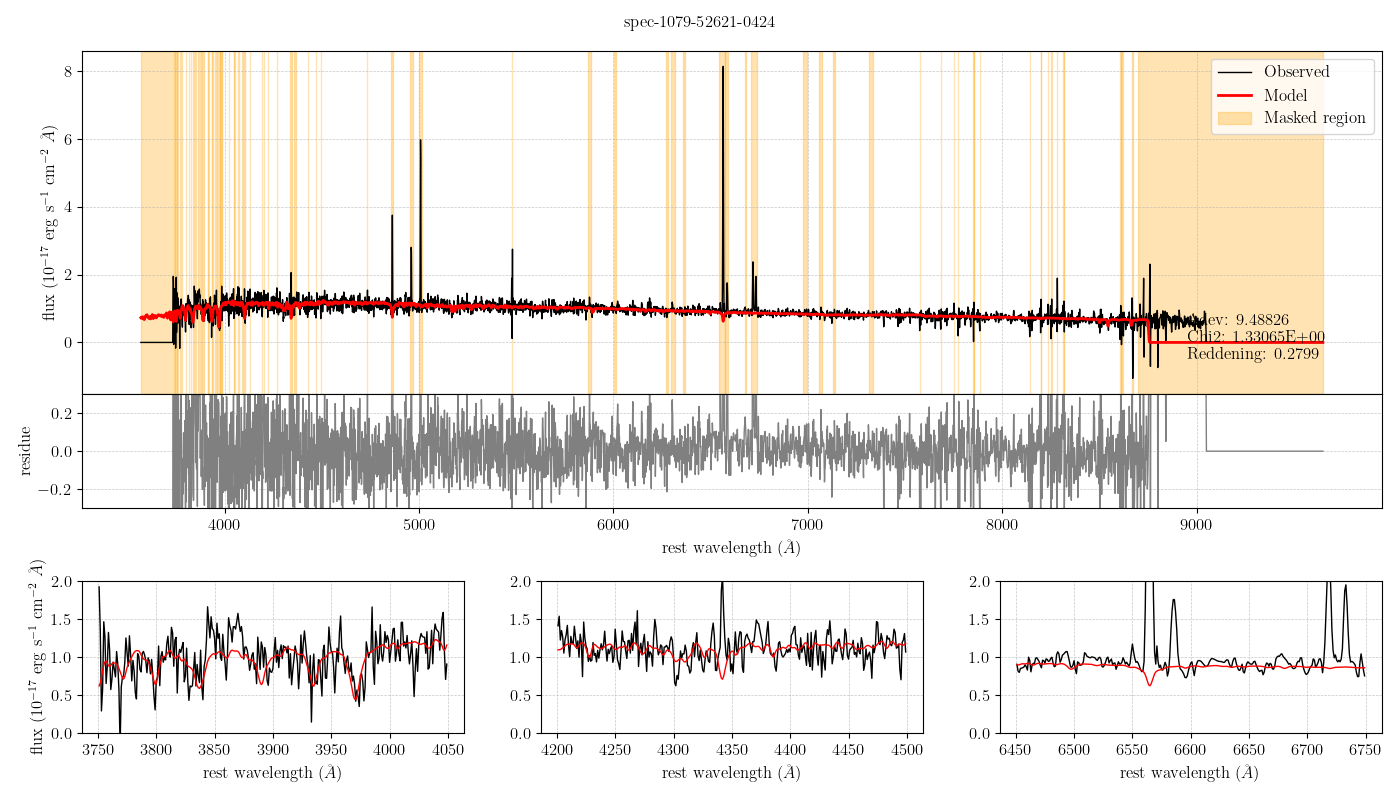 spec-1079-52621-0424
flux (10⁻¹⁷ erg s⁻¹ cm⁻² Å)
8
6
4
2
0
Observed
Model
Masked region
9.48826
Chi2: 1.33065E+00
Reddening: 0.2799
residue
0.2
0.0
−0.2
4000 5000 6000 7000 8000 9000
rest wavelength (Å)
flux (10⁻¹⁷ erg s⁻¹ cm⁻² Å)
2.0
1.5
1.0
0.5
0.0
3750 3800 3850 3900 3950 4000 4050
rest wavelength (Å)
2.0
1.5
1.0
0.5
0.0
4200 4250 4300 4350 4400 4450 4500
rest wavelength (Å)
2.0
1.5
1.0
0.5
0.0
6450 6500 6550 6600 6650 6700 6750
rest wavelength (Å)